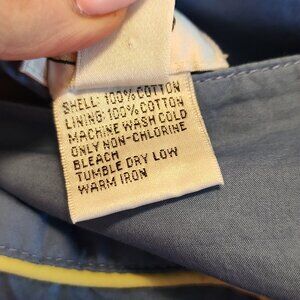 SHELL: 100% COTTON
LINING: 100% COTTON
MACHINE WASH COLD
ONLY NON-CHLORINE
BLEACH
TUMBLE DRY LOW
WARM IRON